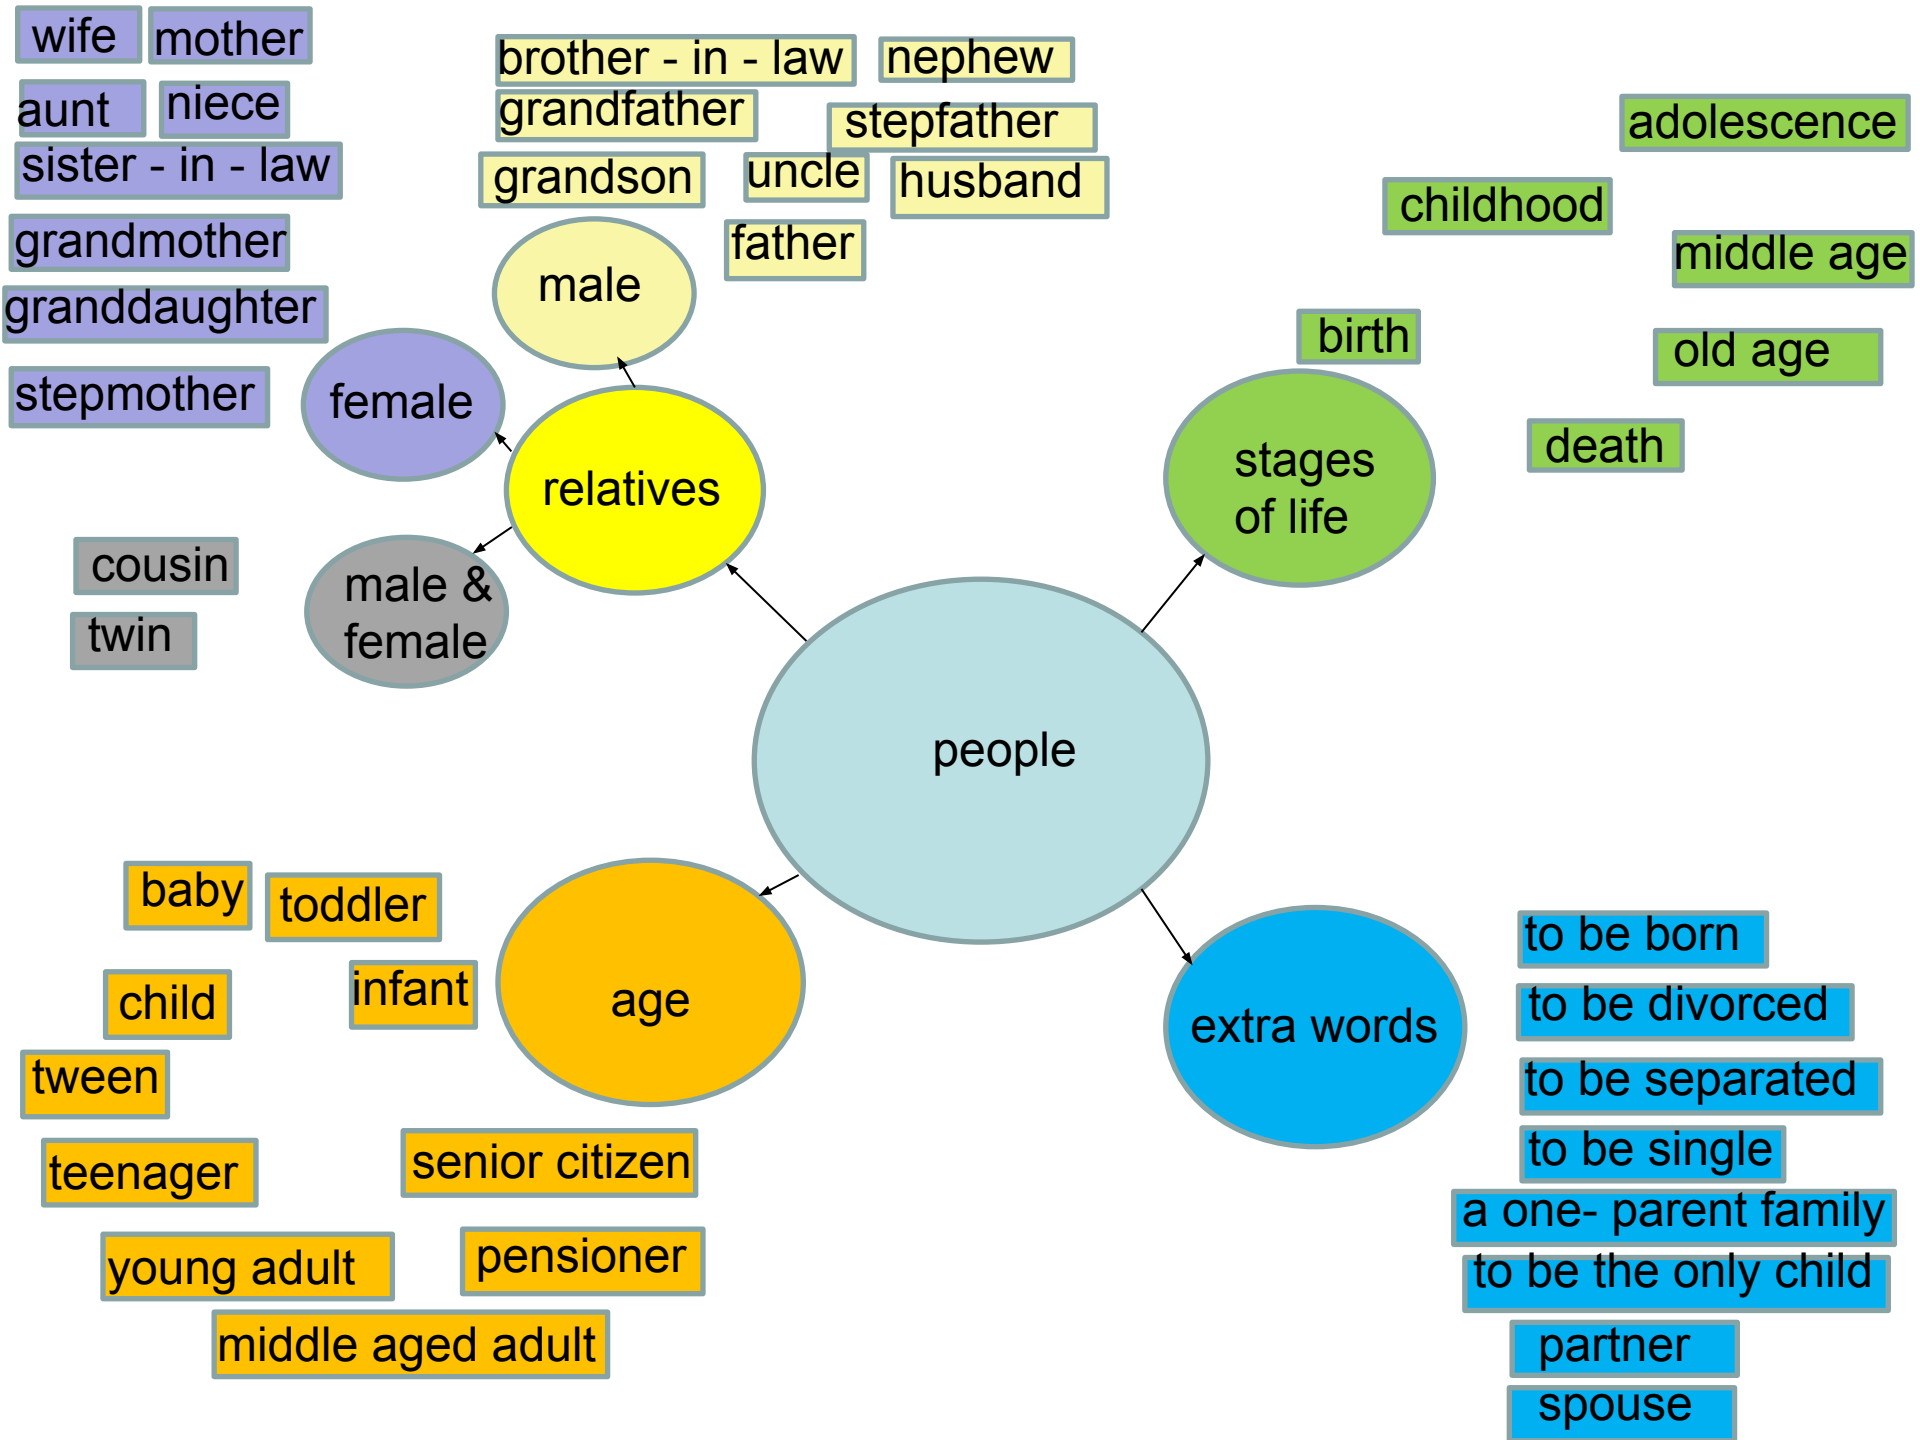 wife
mother
aunt
niece
sister - in - law
grandmother
granddaughter
stepmother
female
brother - in - law
nephew
grandfather
stepfather
grandson
uncle
husband
father
male
relatives
cousin
twin
male &
female
adolescence
childhood
middle age
birth
old age
death
stages
of life
people
baby
toddler
child
infant
age
tween
teenager
senior citizen
young adult
pensioner
middle aged adult
extra words
to be born
to be divorced
to be separated
to be single
a one- parent family
to be the only child
partner
spouse